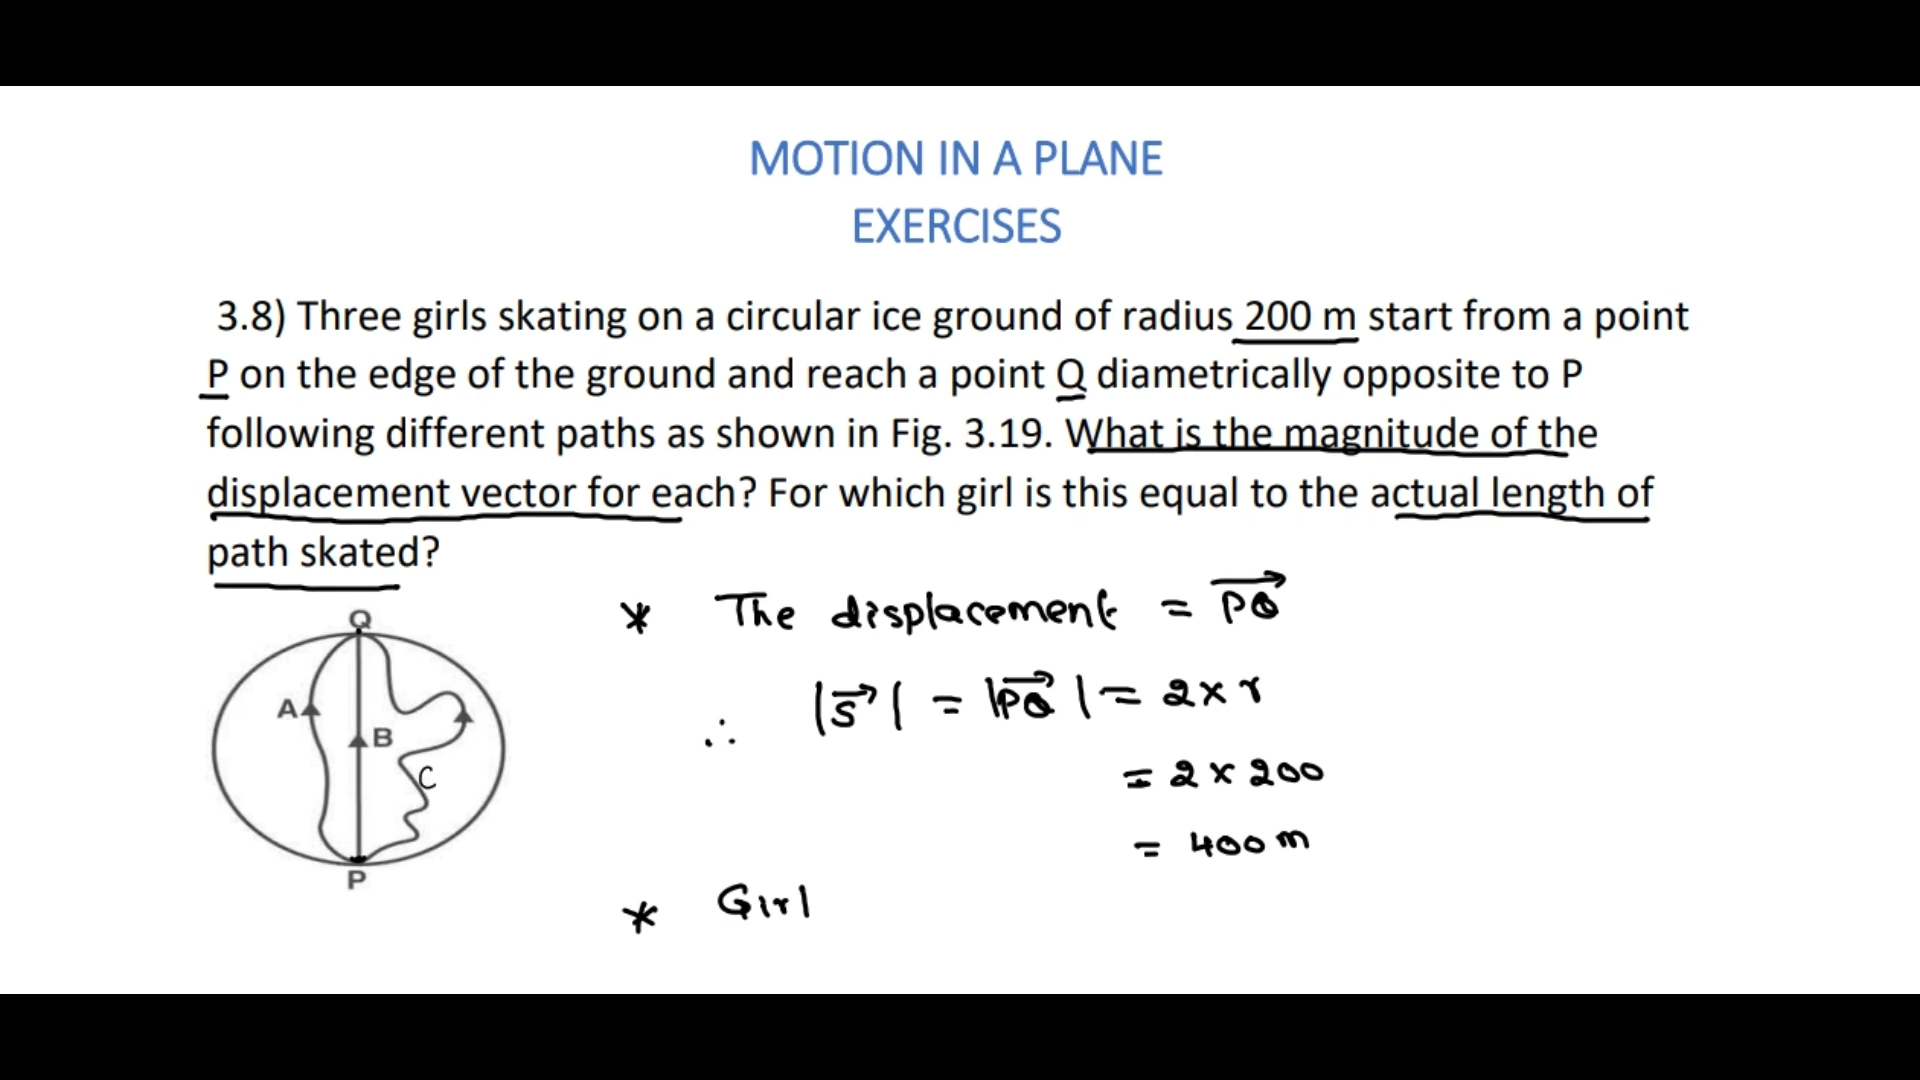 MOTION IN A PLANE
EXERCISES
3.8) Three girls skating on a circular ice ground of radius 200 m start from a point
P on the edge of the ground and reach a point Q diametrically opposite to P
following different paths as shown in Fig. 3.19. What is the magnitude of the
displacement vector for each? For which girl is this equal to the actual length of
path skated?
* The displacement = \overrightarrow{PQ}
∴ |\vec{s}| = |\overrightarrow{PQ}| = 2 × r
= 2 × 200
= 400 m
* Girl
Q
A
B
C
P